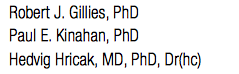 Robert J. Gillies, PhD
Paul E. Kinahan, PhD
Hedvig Hricak, MD, PhD, Dr(hc)